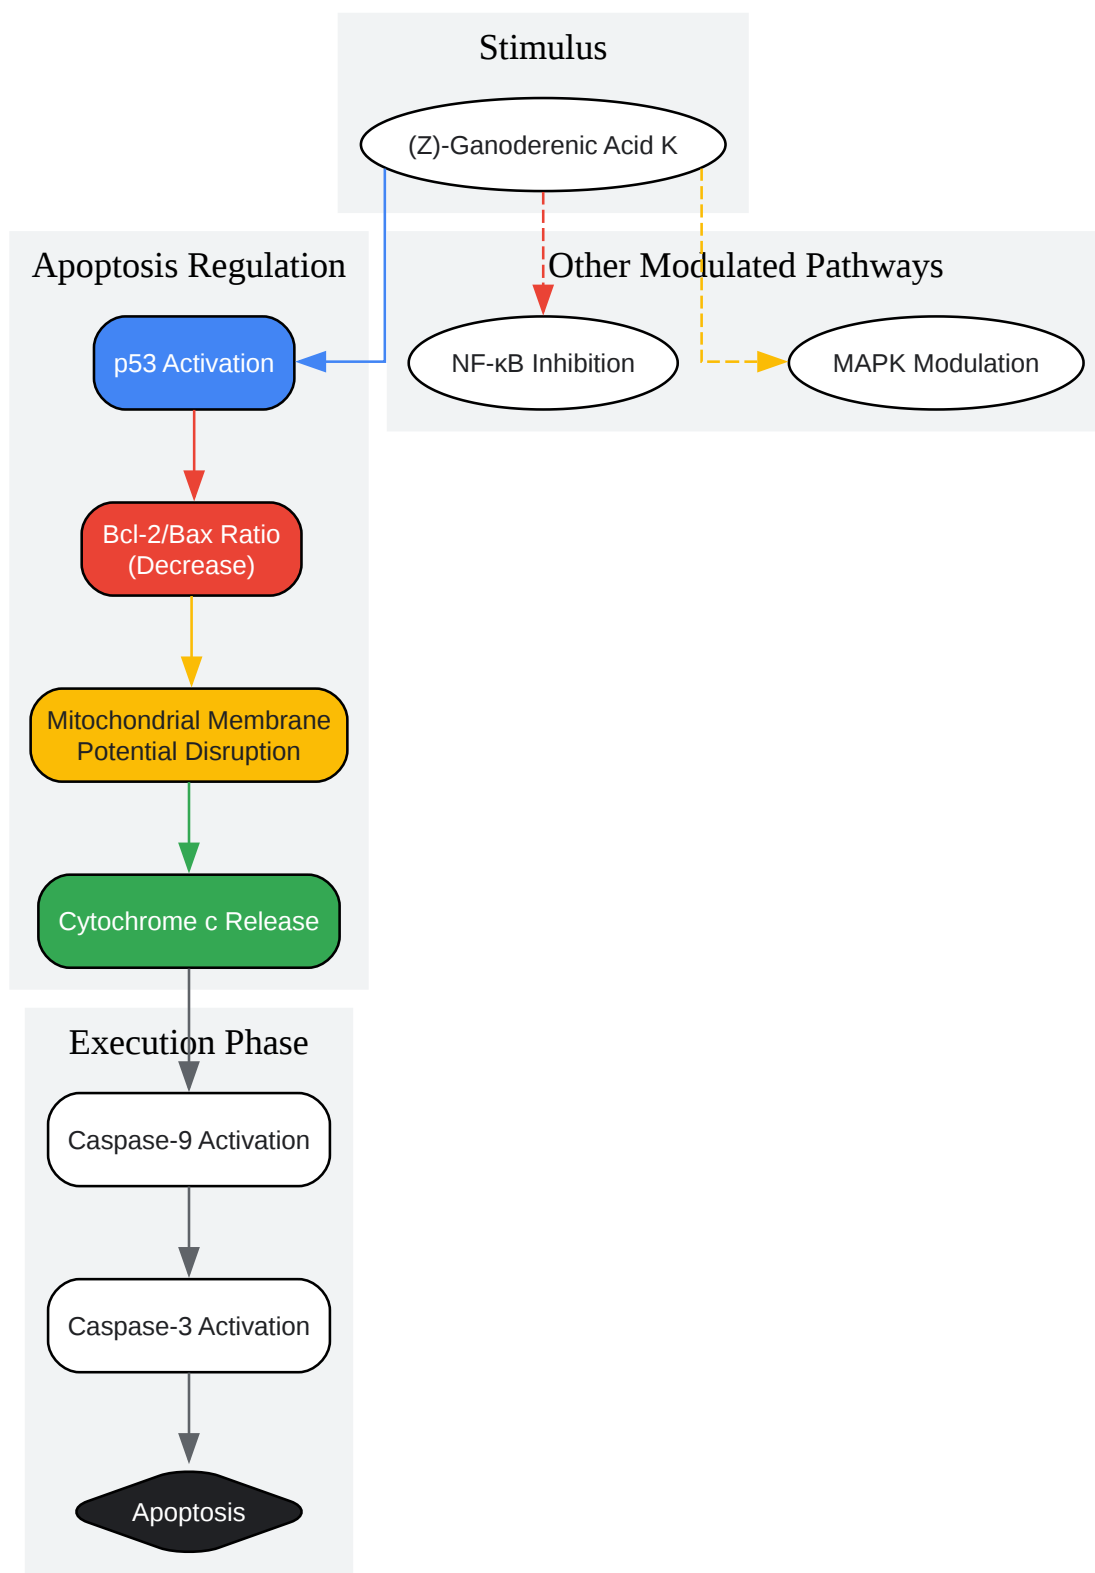 Stimulus
(Z)-Ganoderenic Acid K
Apoptosis Regulation
Other Modulated Pathways
p53 Activation
NF-κB Inhibition
MAPK Modulation
Bcl-2/Bax Ratio
(Decrease)
Mitochondrial Membrane
Potential Disruption
Cytochrome c Release
Execution Phase
Caspase-9 Activation
Caspase-3 Activation
Apoptosis